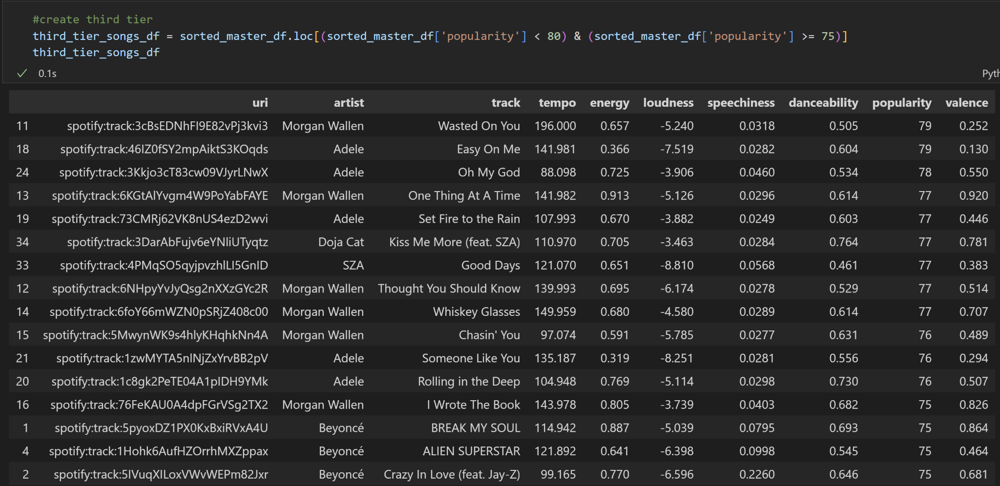 #create third tier
third_tier_songs_df = sorted_master_df.loc[(sorted_master_df['popularity'] < 80) & (sorted_master_df['popularity'] >= 75)]
third_tier_songs_df
✓ 0.1s Pyth
uri artist track tempo energy loudness speechiness danceability popularity valence
11 spotify:track:3cBsEDNhFI9E82vPj3kvi3 Morgan Wallen Wasted On You 196.000 0.657 -5.240 0.0318 0.505 79 0.252
18 spotify:track:46IZ0fSY2mpAiktS3KOqds Adele Easy On Me 141.981 0.366 -7.519 0.0282 0.604 79 0.130
24 spotify:track:3Kkjo3cT83cw09VJyrLNwX Adele Oh My God 88.098 0.725 -3.906 0.0460 0.534 78 0.550
13 spotify:track:6KGtAlYvgm4W9PoYabFAYE Morgan Wallen One Thing At A Time 141.982 0.913 -5.126 0.0296 0.614 77 0.920
19 spotify:track:73CMRj62VK8nUS4ezD2wvi Adele Set Fire to the Rain 107.993 0.670 -3.882 0.0249 0.603 77 0.446
34 spotify:track:3DarAbFujv6eYNliUTyqtz Doja Cat Kiss Me More (feat. SZA) 110.970 0.705 -3.463 0.0284 0.764 77 0.781
33 spotify:track:4PMqSO5qyjpvzhlLI5GnID SZA Good Days 121.070 0.651 -8.810 0.0568 0.461 77 0.383
12 spotify:track:6NHpyYvJyQsg2nXXzGYc2R Morgan Wallen Thought You Should Know 139.993 0.695 -6.174 0.0278 0.529 77 0.514
14 spotify:track:6foY66mWZN0pSRjZ408c00 Morgan Wallen Whiskey Glasses 149.959 0.680 -4.580 0.0289 0.614 77 0.707
15 spotify:track:5MwynWK9s4hlyKHqhkNn4A Morgan Wallen Chasin' You 97.074 0.591 -5.785 0.0277 0.631 76 0.489
21 spotify:track:1zwMYTA5nlNjZxYrvBB2pV Adele Someone Like You 135.187 0.319 -8.251 0.0281 0.556 76 0.294
20 spotify:track:1c8gk2PeTE04A1pIDH9YMk Adele Rolling in the Deep 104.948 0.769 -5.114 0.0298 0.730 76 0.507
16 spotify:track:76FeKAU0A4dpFGrVSg2TX2 Morgan Wallen I Wrote The Book 143.978 0.805 -3.739 0.0403 0.682 75 0.826
1 spotify:track:5pyoxDZ1PX0KxBxiRVxA4U Beyoncé BREAK MY SOUL 114.942 0.887 -5.039 0.0795 0.693 75 0.864
4 spotify:track:1Hohk6AufHZOrrhMXZppax Beyoncé ALIEN SUPERSTAR 121.892 0.641 -6.398 0.0998 0.545 75 0.464
2 spotify:track:5IVuqXILoxVWvWEPm82Jxr Beyoncé Crazy In Love (feat. Jay-Z) 99.165 0.770 -6.596 0.2260 0.646 75 0.681